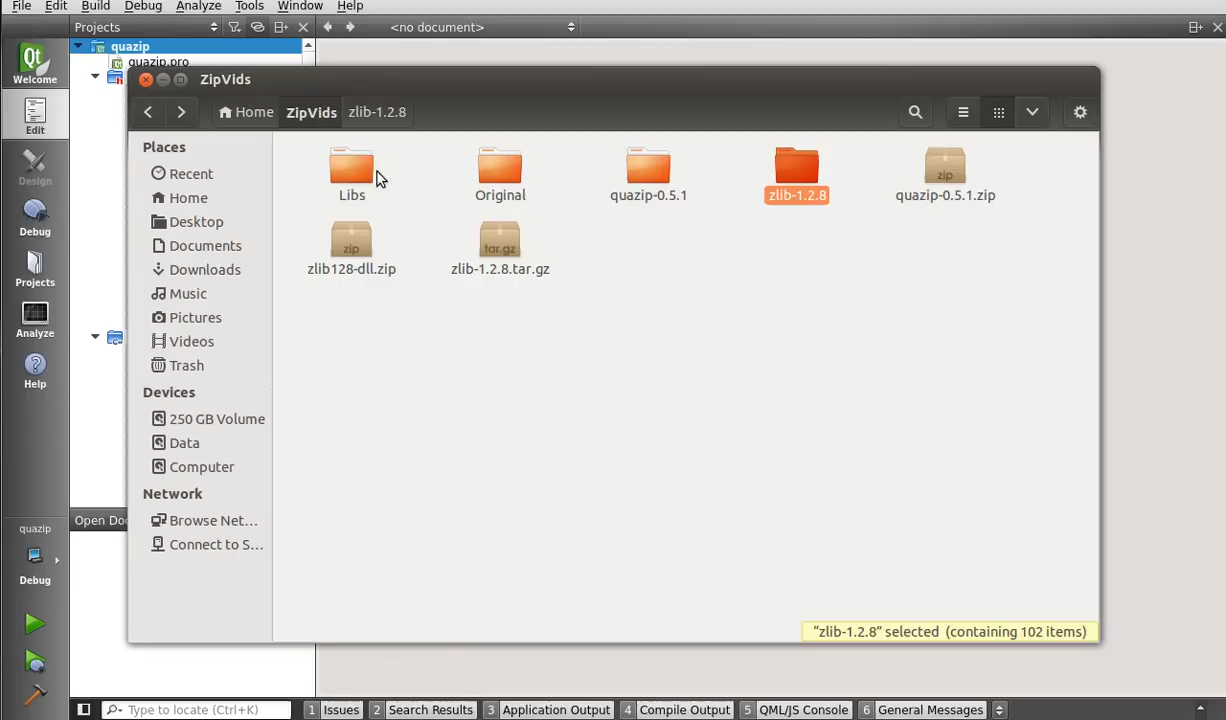 File Edit Build Debug Analyze Tools Window Help
Projects <no document>
quazip
quazip.pro
Welcome
Edit
Design
Debug
Projects
Analyze
Help
quazip
Debug
Open Doc
ZipVids
Home ZipVids zlib-1.2.8
Places
Recent
Home
Desktop
Documents
Downloads
Music
Pictures
Videos
Trash
Devices
250 GB Volume
Data
Computer
Network
Browse Net...
Connect to S...
Libs Original quazip-0.5.1 zlib-1.2.8 zip quazip-0.5.1.zip
zip tar.gz
zlib128-dll.zip zlib-1.2.8.tar.gz
"zlib-1.2.8" selected (containing 102 items)
Type to locate (Ctrl+K) 1 Issues 2 Search Results 3 Application Output 4 Compile Output 5 QML/JS Console 6 General Messages